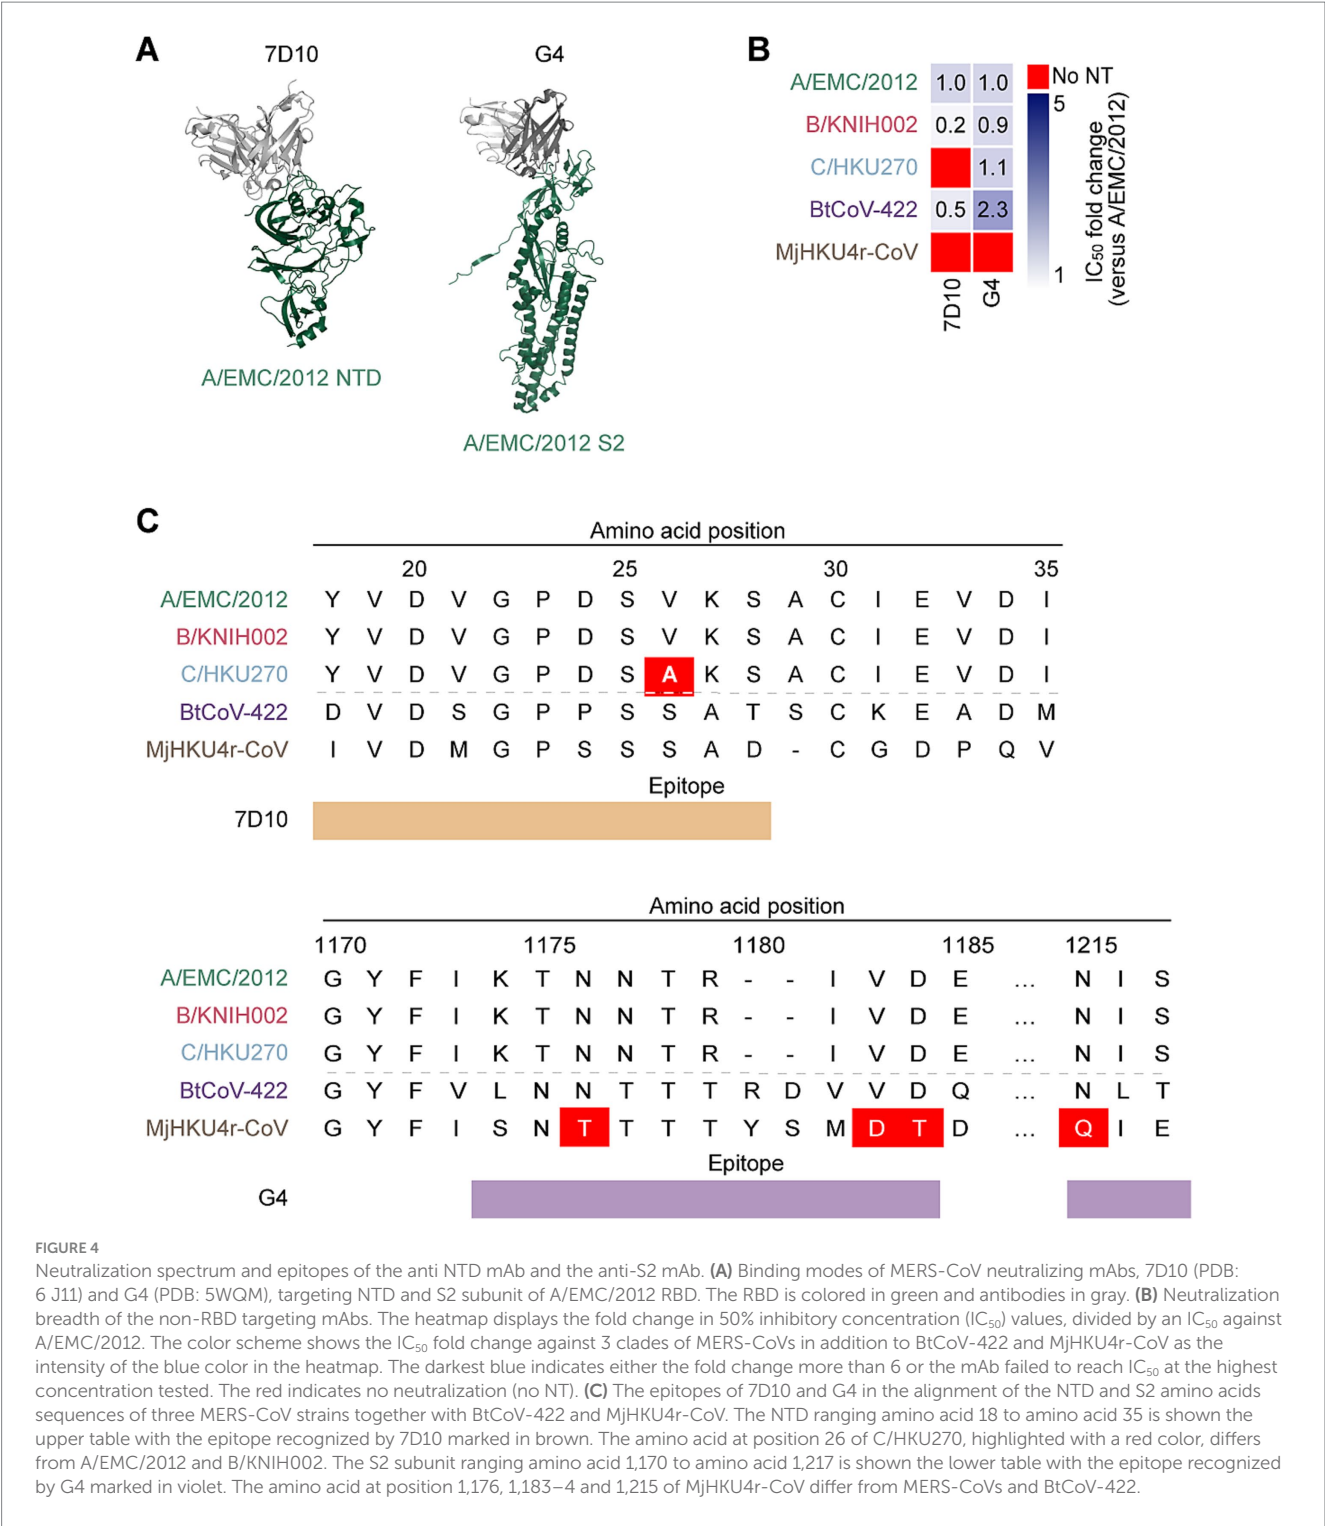 A
7D10
G4
A/EMC/2012 NTD
A/EMC/2012 S2
B
A/EMC/2012 1.0 1.0
B/KNIH002 0.2 0.9
C/HKU270 1.1
BtCoV-422 0.5 2.3
MjHKU4r-CoV
7D10 G4
No NT
5
1
IC₅₀ fold change
(versus A/EMC/2012)
C
Amino acid position
20 25 30 35
A/EMC/2012 Y V D V G P D S V K S A C I E V D I
B/KNIH002 Y V D V G P D S V K S A C I E V D I
C/HKU270 Y V D V G P D S A K S A C I E V D I
BtCoV-422 D V D S G P P S S A T S C K E A D M
MjHKU4r-CoV I V D M G P S S S A D - C G D P Q V
Epitope
7D10
Amino acid position
1170 1175 1180 1185 1215
A/EMC/2012 G Y F I K T N N T R - - I V D E ... N I S
B/KNIH002 G Y F I K T N N T R - - I V D E ... N I S
C/HKU270 G Y F I K T N N T R - - I V D E ... N I S
BtCoV-422 G Y F V L N N T T T R D V V D Q ... N L T
MjHKU4r-CoV G Y F I S N T T T T Y S M D T D ... Q I E
Epitope
G4
FIGURE 4
Neutralization spectrum and epitopes of the anti NTD mAb and the anti-S2 mAb. (A) Binding modes of MERS-CoV neutralizing mAbs, 7D10 (PDB:
6 J11) and G4 (PDB: 5WQM), targeting NTD and S2 subunit of A/EMC/2012 RBD. The RBD is colored in green and antibodies in gray. (B) Neutralization
breadth of the non-RBD targeting mAbs. The heatmap displays the fold change in 50% inhibitory concentration (IC₅₀) values, divided by an IC₅₀ against
A/EMC/2012. The color scheme shows the IC₅₀ fold change against 3 clades of MERS-CoVs in addition to BtCoV-422 and MjHKU4r-CoV as the
intensity of the blue color in the heatmap. The darkest blue indicates either the fold change more than 6 or the mAb failed to reach IC₅₀ at the highest
concentration tested. The red indicates no neutralization (no NT). (C) The epitopes of 7D10 and G4 in the alignment of the NTD and S2 amino acids
sequences of three MERS-CoV strains together with BtCoV-422 and MjHKU4r-CoV. The NTD ranging amino acid 18 to amino acid 35 is shown the
upper table with the epitope recognized by 7D10 marked in brown. The amino acid at position 26 of C/HKU270, highlighted with a red color, differs
from A/EMC/2012 and B/KNIH002. The S2 subunit ranging amino acid 1,170 to amino acid 1,217 is shown the lower table with the epitope recognized
by G4 marked in violet. The amino acid at position 1,176, 1,183–4 and 1,215 of MjHKU4r-CoV differ from MERS-CoVs and BtCoV-422.